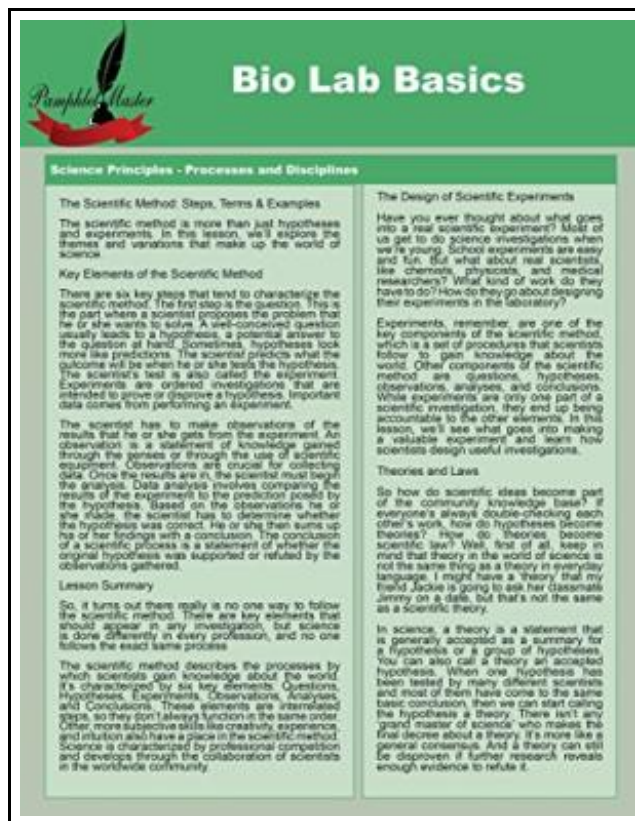 Pamphlet Master
Bio Lab Basics
Science Principles - Processes and Disciplines
The Scientific Method: Steps, Terms & Examples
The scientific method is more than just hypotheses
and experiments. In this lesson, we'll explore the
themes and variations that make up the world of
science.
Key Elements of the Scientific Method
There are six key steps that tend to characterize the
scientific method. The first step is the question. This is
the part where a scientist proposes the problem that
he or she wants to solve. A well-conceived question
usually leads to a hypothesis, a potential answer to
the question at hand. Sometimes, hypotheses look
more like predictions. The scientist predicts what the
outcome will be when he or she tests the hypothesis.
The scientist's test is also called the experiment.
Experiments are ordered investigations that are
intended to prove or disprove a hypothesis. Important
data comes from performing an experiment.
The scientist has to make observations of the
results that he or she gets from the experiment. An
observation is a statement of knowledge gained
through the senses or through the use of scientific
equipment. Observations are crucial for collecting
data. Once the results are in, the scientist must begin
the analysis. Data analysis involves comparing the
results of the experiment to the prediction posed by
the hypothesis. Based on the observations he or
she made, the scientist has to determine whether
the hypothesis was correct. He or she then sums up
his or her findings with a conclusion. The conclusion
of a scientific process is a statement of whether the
original hypothesis was supported or refuted by the
observations gathered.
Lesson Summary
So, it turns out there really is no one way to follow
the scientific method. There are key elements that
should appear in any investigation, but science
is done differently in every profession, and no one
follows the exact same process
The scientific method describes the processes by
which scientists gain knowledge about the world.
It's characterized by six key elements: Questions,
Hypotheses, Experiments, Observations, Analyses,
and Conclusions. These elements are interrelated
steps, so they don't always function in the same order.
Other, more subjective skills like creativity, experience
and intuition also have a place in the scientific method.
Science is characterized by professional competition
and develops through the collaboration of scientists
in the worldwide community.
The Design of Scientific Experiments
Have you ever thought about what goes
into a real scientific experiment? Most of
us get to do science investigations when
we're young. School experiments are easy
and fun. But what about real scientists,
like chemists, physicists, and medical
researchers? What kind of work do they
have to do? How do they go about designing
their experiments in the laboratory?
Experiments, remember, are one of the
key components of the scientific method,
which is a set of procedures that scientists
follow to gain knowledge about the
world. Other components of the scientific
method are questions, hypotheses,
observations, analyses, and conclusions.
While experiments are only one part of a
scientific investigation, they end up being
accountable to the other elements. In this
lesson, we'll see what goes into making
a valuable experiment and learn how
scientists design useful investigations.
Theories and Laws
So how do scientific ideas become part
of the community knowledge base? If
everyone's always double-checking each
other's work, how do hypotheses become
theories? How do theories become
scientific law? Well, first of all, keep in
mind that theory in the world of science is
not the same thing as a theory in everyday
language. I might have a 'theory' that my
friend Jackie is going to ask her classmate
Jimmy on a date, but that's not the same
as a scientific theory.
In science, a theory is a statement that
is generally accepted as a summary for
a hypothesis or a group of hypotheses.
You can also call a theory an accepted
hypothesis. When one hypothesis has
been tested by many different scientists
and most of them have come to the same
basic conclusion, then we can start calling
the hypothesis a theory. There isn't any
'grand master of science' who makes the
final decree about a theory. It's more like a
general consensus. And a theory can still
be disproven if further research reveals
enough evidence to refute it.